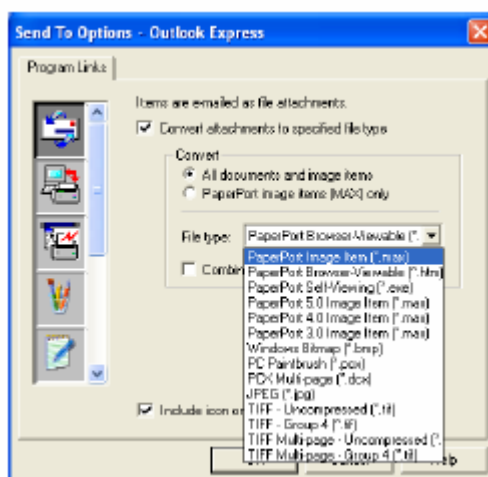 Send To Options - Outlook Express
Program Links
Items are e-mailed as file attachments.
Convert attachments to specified file type
Convert
All documents and image items
PaperPort image items [MAX] only
File type: PaperPort Browser-Viewable (*.
PaperPort Image Item (*.max)
PaperPort Browser-Viewable (*.htm)
PaperPort Self-Viewing (*.exe)
PaperPort 5.0 Image Item (*.max)
PaperPort 4.0 Image Item (*.max)
PaperPort 3.0 Image Item (*.max)
Windows Bitmap (*.bmp)
PC Paintbrush (*.pcx)
PCX Multi-page (*.dcx)
JPEG (*.jpg)
TIFF - Uncompressed (*.tif)
TIFF - Group 4 (*.tif)
TIFF Multi-page - Uncompressed (*.
TIFF Multi-page - Group 4 (*.tif)
Combin
Include icon